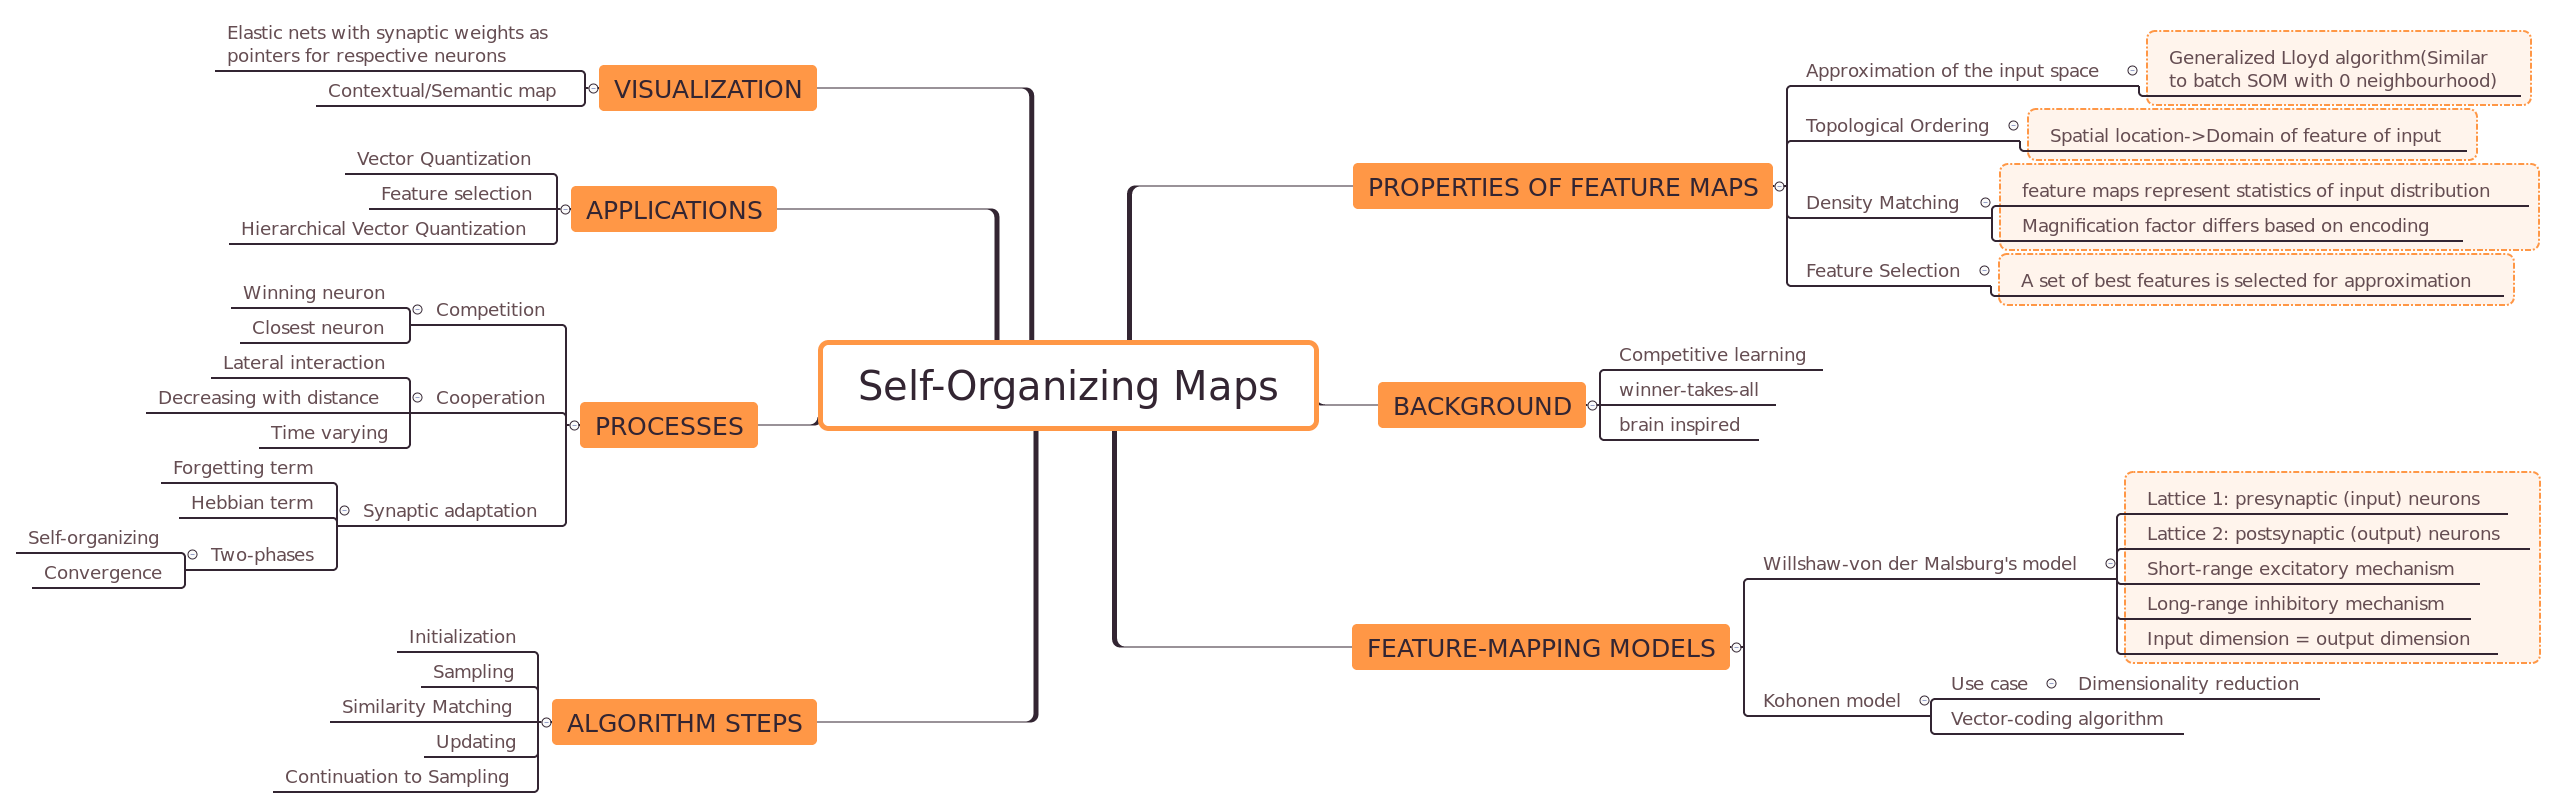 Self-Organizing Maps
VISUALIZATION
Elastic nets with synaptic weights as
pointers for respective neurons
Contextual/Semantic map
APPLICATIONS
Vector Quantization
Feature selection
Hierarchical Vector Quantization
PROCESSES
Competition
Winning neuron
Closest neuron
Cooperation
Lateral interaction
Decreasing with distance
Time varying
Synaptic adaptation
Forgetting term
Hebbian term
Two-phases
Self-organizing
Convergence
ALGORITHM STEPS
Initialization
Sampling
Similarity Matching
Updating
Continuation to Sampling
PROPERTIES OF FEATURE MAPS
Approximation of the input space
Generalized Lloyd algorithm(Similar
to batch SOM with 0 neighbourhood)
Topological Ordering
Spatial location->Domain of feature of input
Density Matching
feature maps represent statistics of input distribution
Magnification factor differs based on encoding
Feature Selection
A set of best features is selected for approximation
BACKGROUND
Competitive learning
winner-takes-all
brain inspired
FEATURE-MAPPING MODELS
Willshaw-von der Malsburg's model
Lattice 1: presynaptic (input) neurons
Lattice 2: postsynaptic (output) neurons
Short-range excitatory mechanism
Long-range inhibitory mechanism
Input dimension = output dimension
Kohonen model
Use case
Dimensionality reduction
Vector-coding algorithm